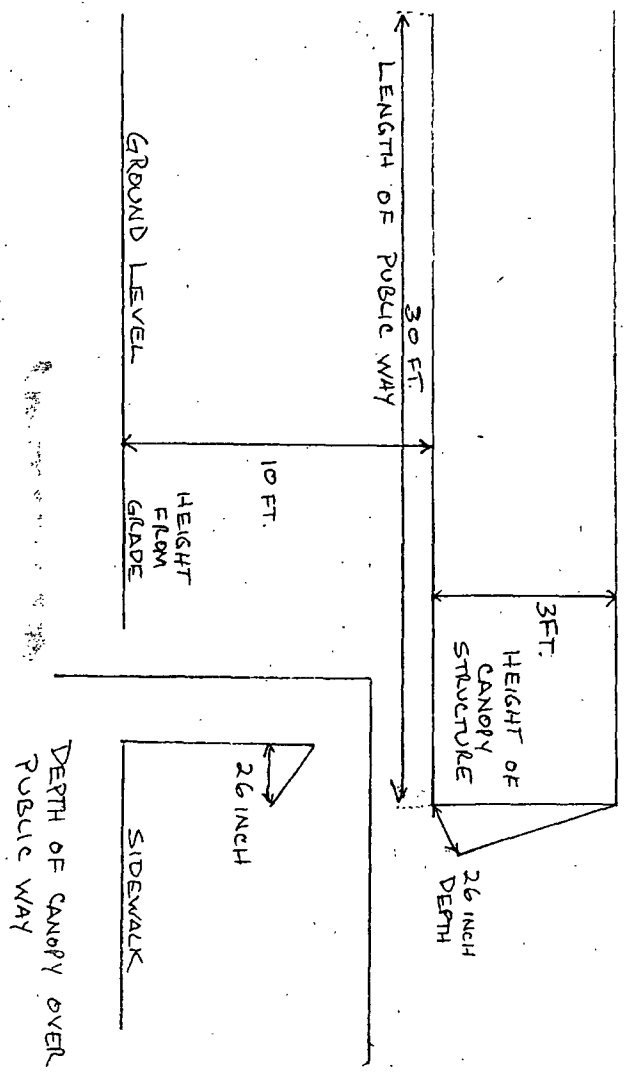 3FT.
HEIGHT OF
CANOPY
STRUCTURE
26 INCH
DEPTH
30 FT.
LENGTH OF PUBLIC WAY
10 FT.
HEIGHT
FROM
GRADE
GROUND LEVEL
26 INCH
SIDEWALK
DEPTH OF CANOPY OVER
PUBLIC WAY